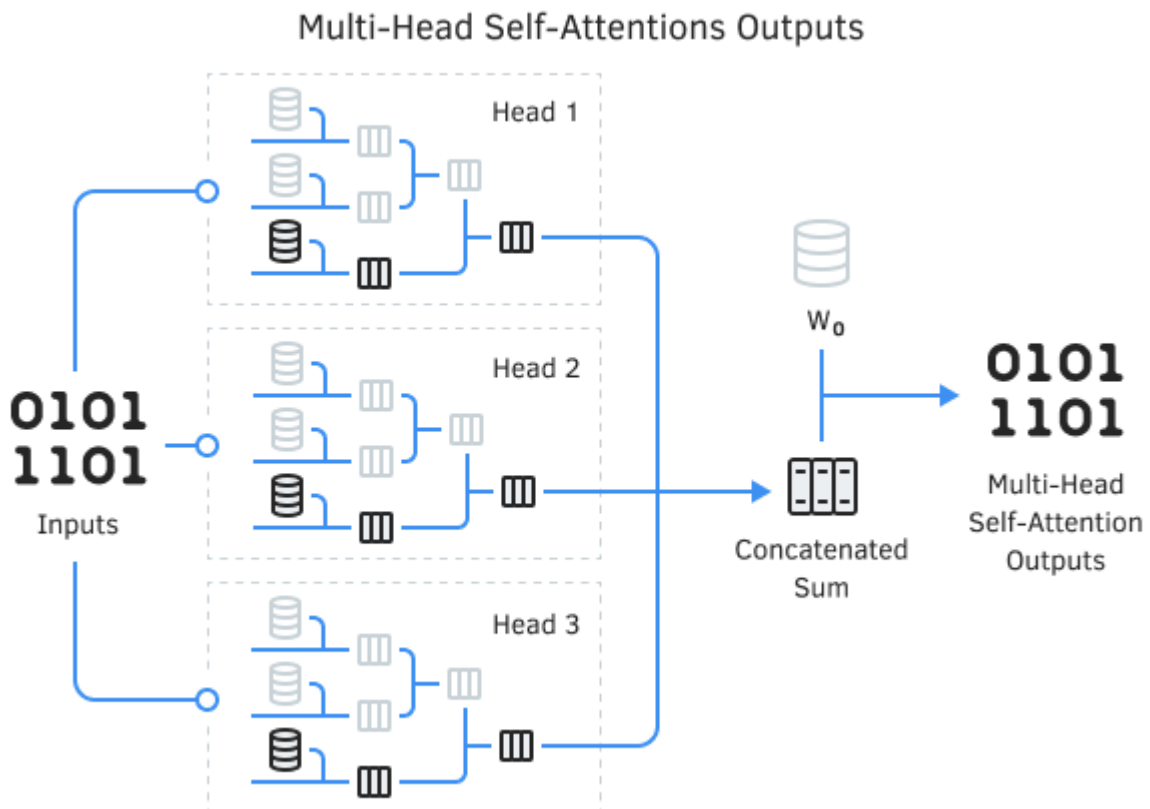 Multi-Head Self-Attentions Outputs
Head 1
Head 2
Head 3
0101
1101
Inputs
W0
Concatenated
Sum
0101
1101
Multi-Head
Self-Attention
Outputs